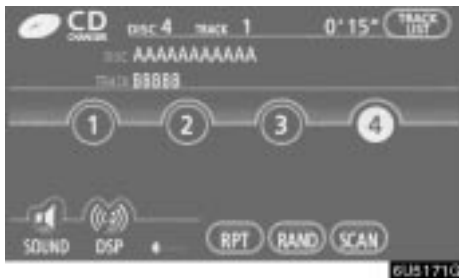 CD CHANGER DISC 4 TRACK 1 0'15" TRACK LIST
DISC AAAAAAAAAAA
TRACK BBBBB
1 2 3 4
SOUND DSP RPT RAND SCAN
6U5171G